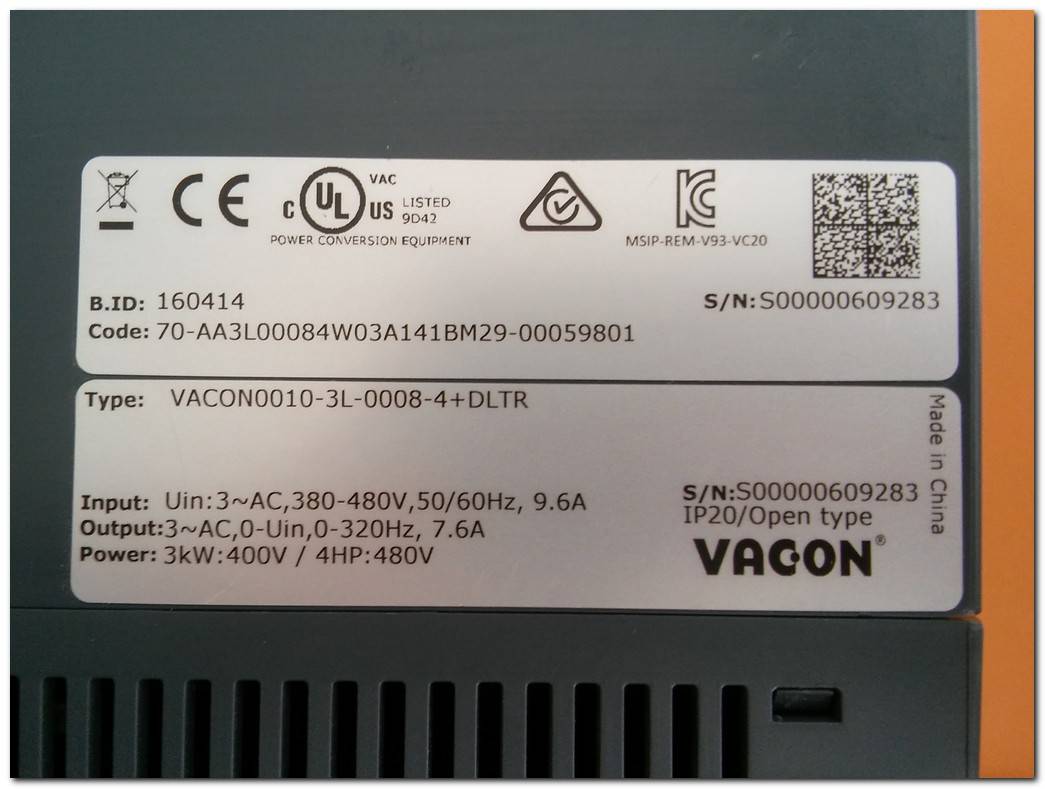 CE
C UL US VAC
LISTED
9D42
POWER CONVERSION EQUIPMENT
MSIP-REM-V93-VC20
B.ID: 160414
S/N:S00000609283
Code: 70-AA3L00084W03A141BM29-00059801
Type: VACON0010-3L-0008-4+DLTR
Made in China
Input: Uin:3~AC,380-480V,50/60Hz, 9.6A
S/N:S00000609283
Output:3~AC,0-Uin,0-320Hz, 7.6A
IP20/Open type
Power: 3kW:400V / 4HP:480V
VACON®